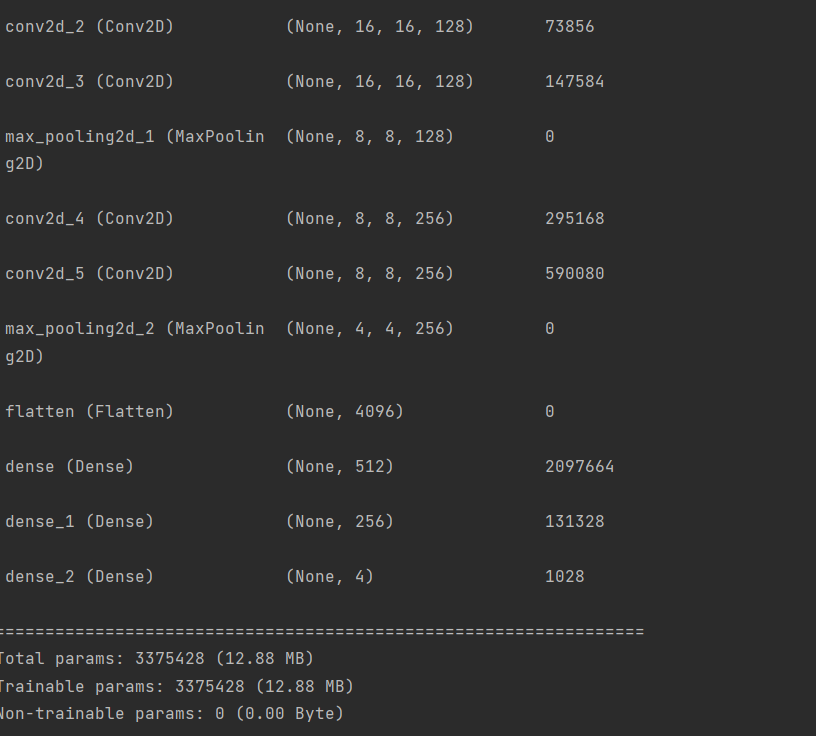 conv2d_2 (Conv2D) (None, 16, 16, 128) 73856
conv2d_3 (Conv2D) (None, 16, 16, 128) 147584
max_pooling2d_1 (MaxPoolin (None, 8, 8, 128) 0
g2D)
conv2d_4 (Conv2D) (None, 8, 8, 256) 295168
conv2d_5 (Conv2D) (None, 8, 8, 256) 590080
max_pooling2d_2 (MaxPoolin (None, 4, 4, 256) 0
g2D)
flatten (Flatten) (None, 4096) 0
dense (Dense) (None, 512) 2097664
dense_1 (Dense) (None, 256) 131328
dense_2 (Dense) (None, 4) 1028
=================================================================
Total params: 3375428 (12.88 MB)
Trainable params: 3375428 (12.88 MB)
Non-trainable params: 0 (0.00 Byte)